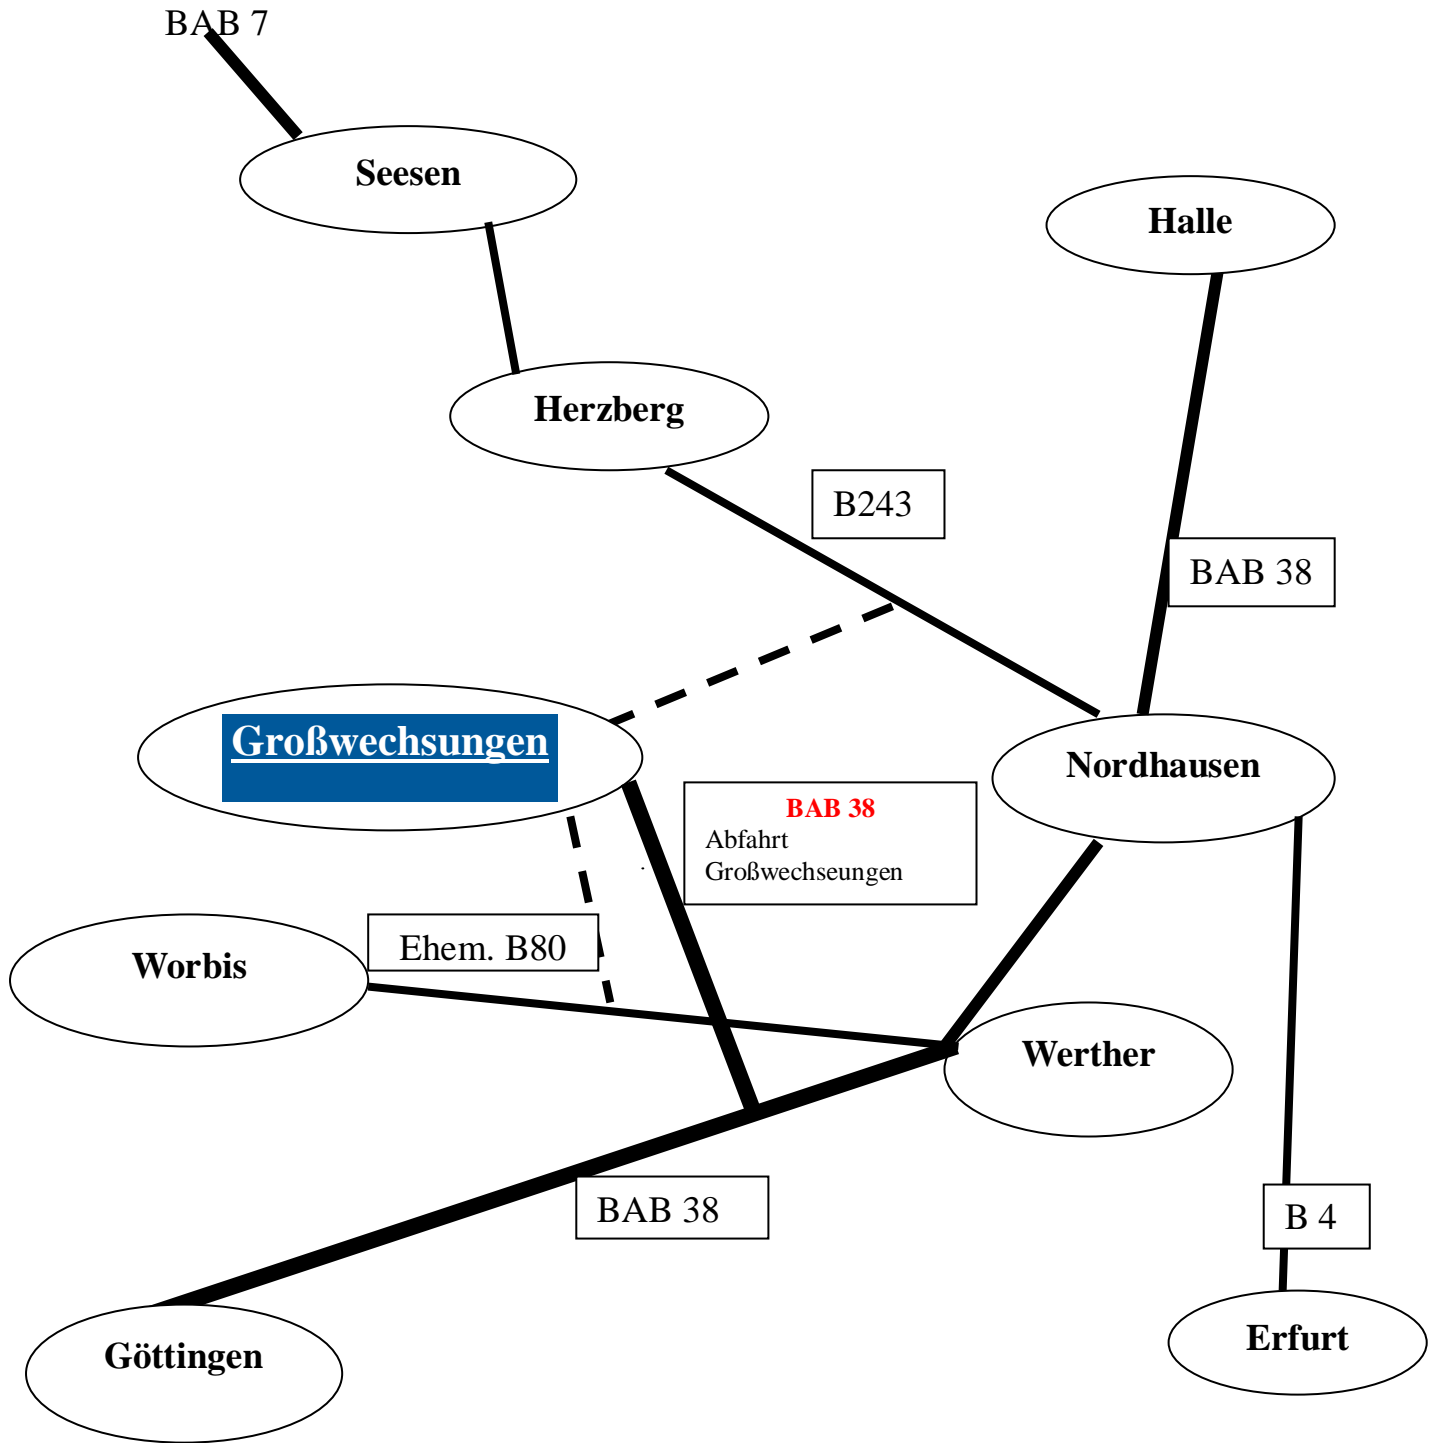 BAB 7
Seesen
Halle
Herzberg
B243
BAB 38
Großwechsungen
Nordhausen
BAB 38
Abfahrt
Großwechseungen
Ehem. B80
Worbis
Werther
BAB 38
B 4
Göttingen
Erfurt